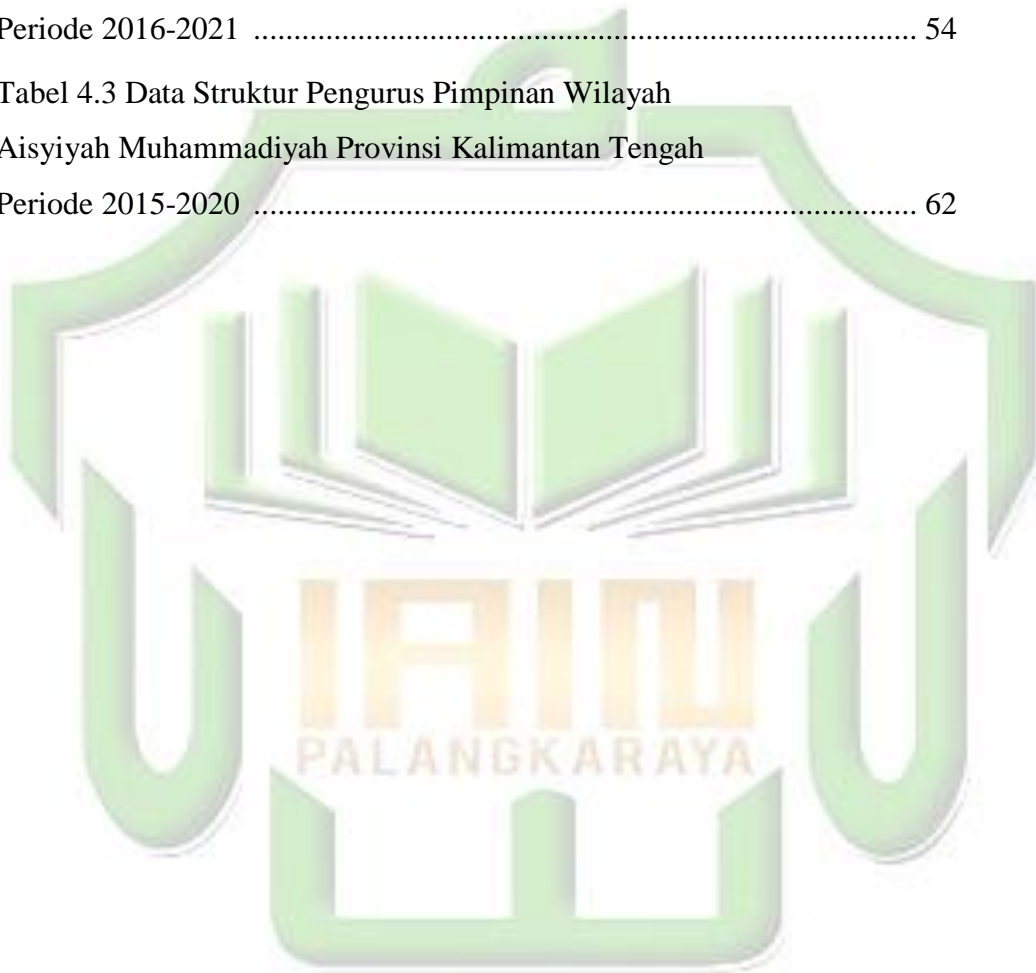 Periode 2016-2021 ..................................................................... 54
Tabel 4.3 Data Struktur Pengurus Pimpinan Wilayah
Aisyiyah Muhammadiyah Provinsi Kalimantan Tengah
Periode 2015-2020 ..................................................................... 62
IAIN
PALANGKARAYA